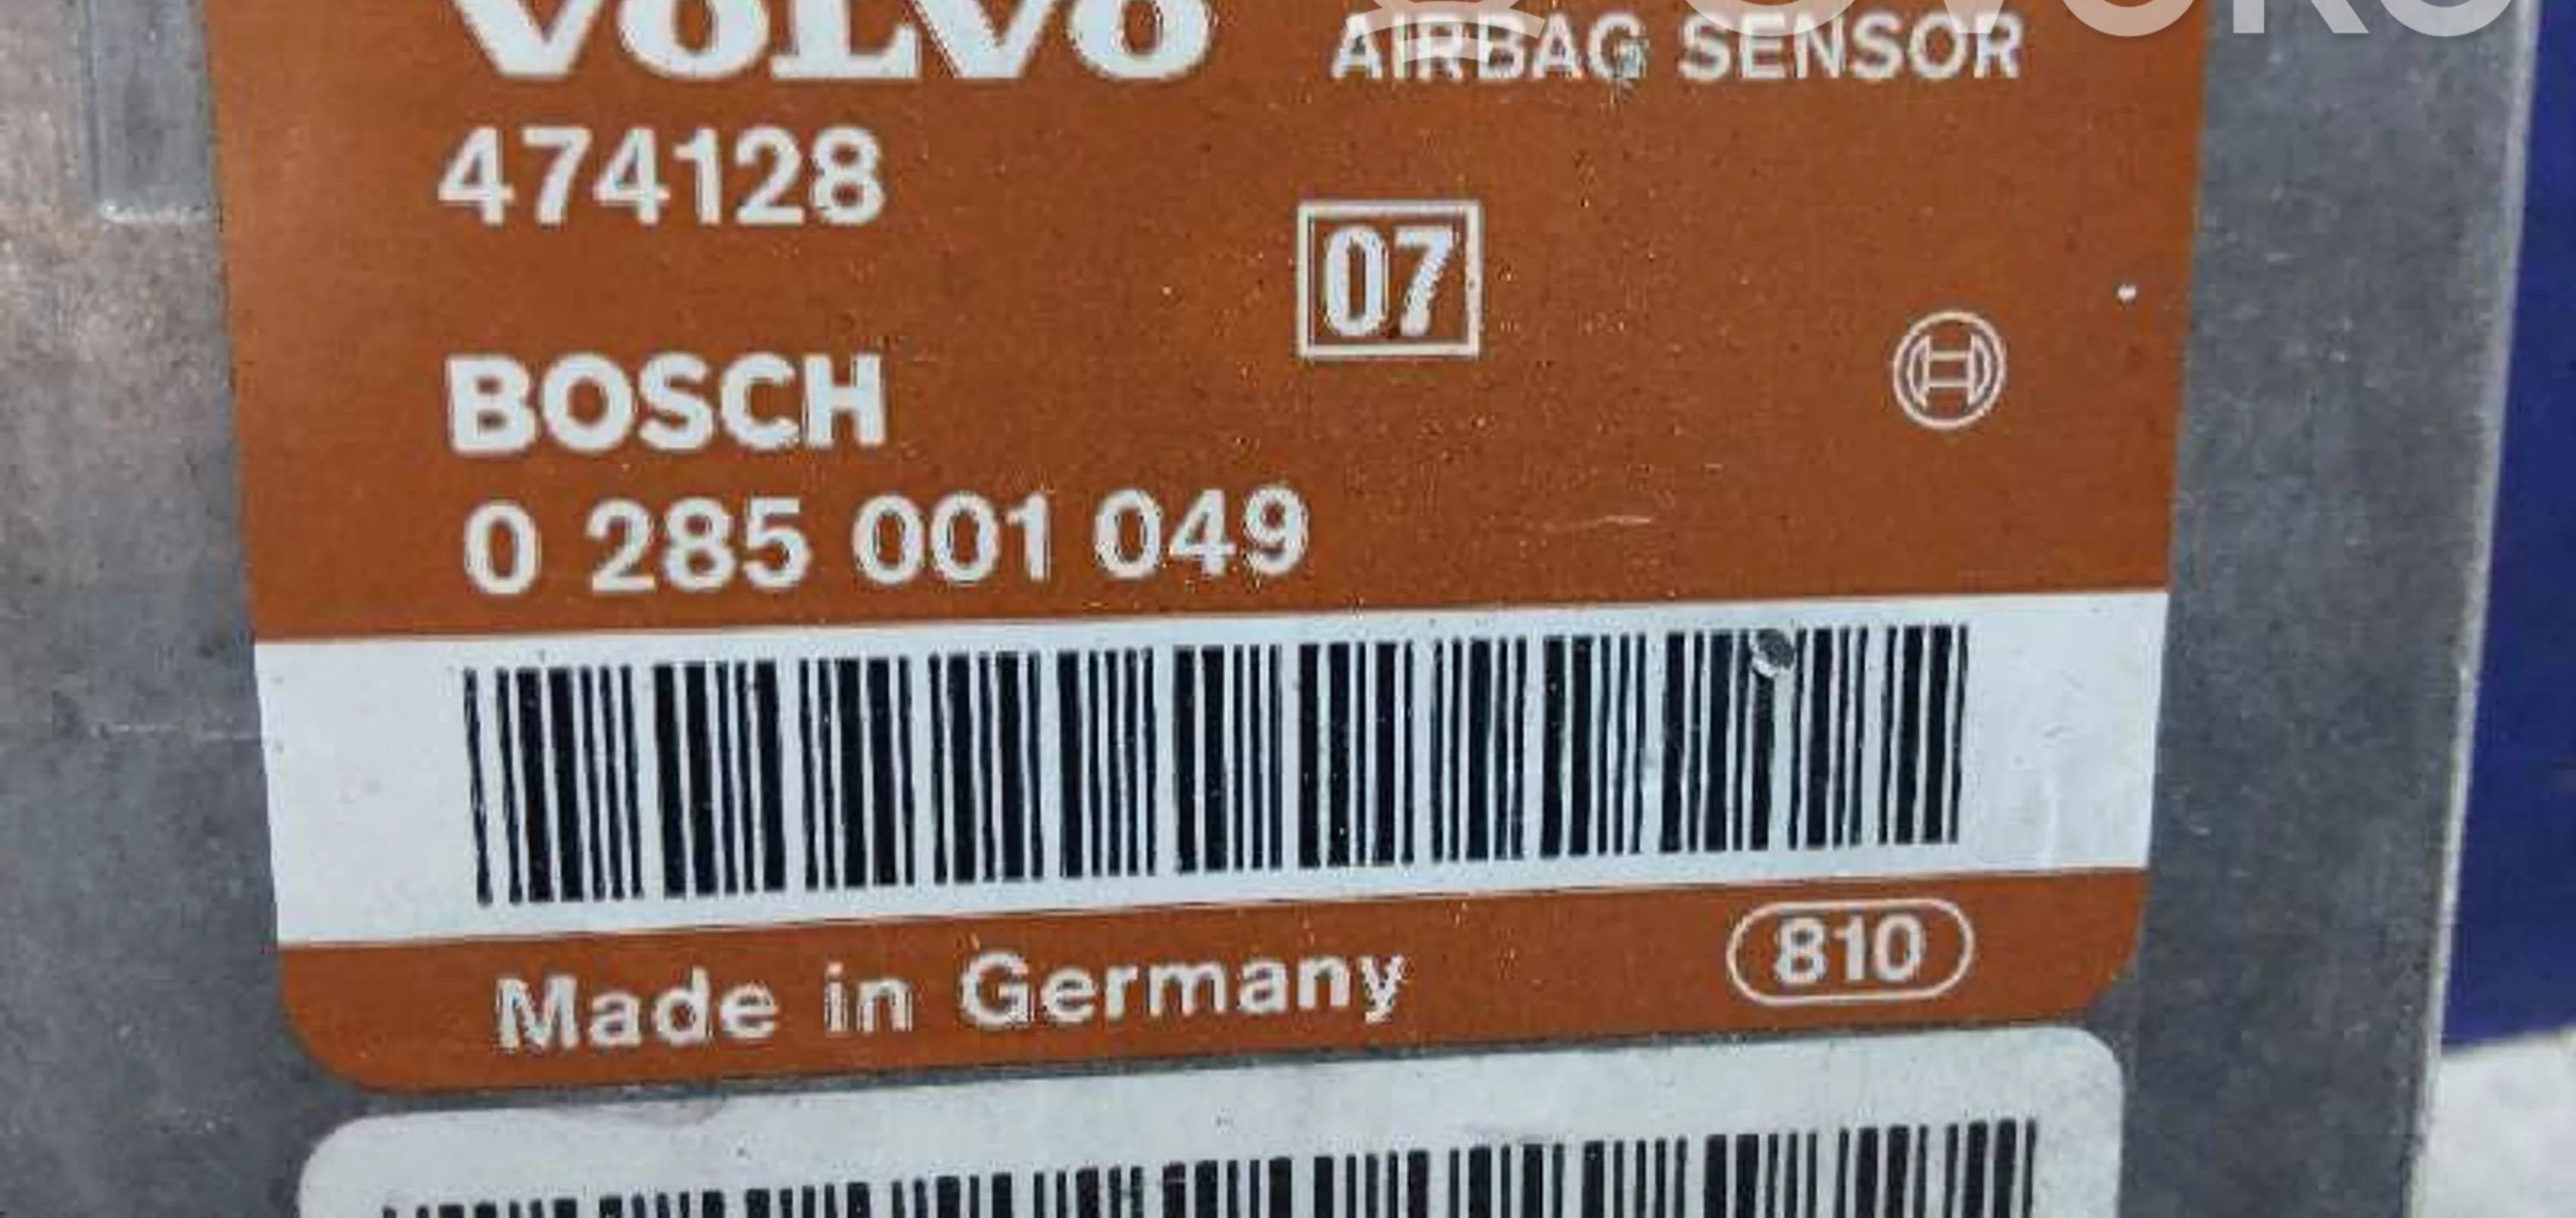 VOLVO AIRBAG SENSOR
474128
07
BOSCH
0 285 001 049
Made in Germany 810